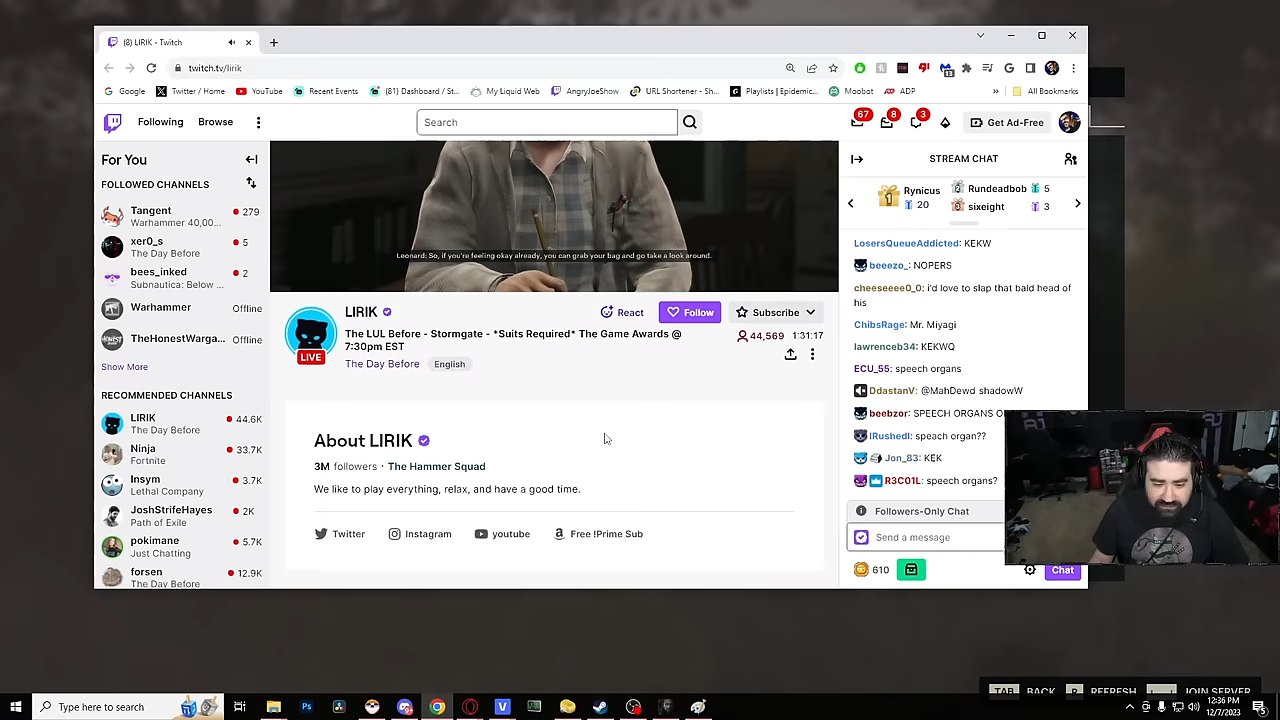 (8) LIRIK - Twitch
twitch.tv/lirik
Google
Twitter / Home
YouTube
Recent Events
(81) Dashboard / St...
My Liquid Web
AngryJoeShow
URL Shortener - Sh...
Playlists | Epidemic...
Moobot
ADP
»
All Bookmarks
Following
Browse
Search
67
8
3
Get Ad-Free
For You
FOLLOWED CHANNELS
Tangent
279
Warhammer 40,00...
xer0_s
5
The Day Before
bees_inked
2
Subnautica: Below ...
Warhammer
Offline
TheHonestWarga...
Offline
Show More
RECOMMENDED CHANNELS
LIRIK
44.6K
The Day Before
Ninja
33.7K
Fortnite
Insym
3.7K
Lethal Company
JoshStrifeHayes
2K
Path of Exile
pokimane
5.7K
Just Chatting
forsen
12.9K
The Day Before
Leonard: So, if you're feeling okay already, you can grab your bag and go take a look around.
LIVE
LIRIK
React
Follow
Subscribe
The LUL Before - Stormgate - *Suits Required* The Game Awards @
7:30pm EST
44,569
1:31:17
The Day Before
English
About LIRIK
3M followers · The Hammer Squad
We like to play everything, relax, and have a good time.
Twitter
Instagram
youtube
Free !Prime Sub
STREAM CHAT
1
Rynicus
20
Rundeadbob
5
sixeight
3
LosersQueueAddicted: KEKW
beeezo_: NOPERS
cheeseeee0_0: i'd love to slap that bald head of
his
ChibsRage: Mr. Miyagi
lawrenceb34: KEKWQ
ECU_55: speech organs
DdastanV: @MahDewd shadowW
beebzor: SPEECH ORGANS
IRushedI: speach organ??
Jon_83: KEK
R3C01L: speech organs?
Followers-Only Chat
Send a message
610
Chat
TAB BACK R REFRESH JOIN SERVER
Type here to search
12:36 PM
12/7/2023